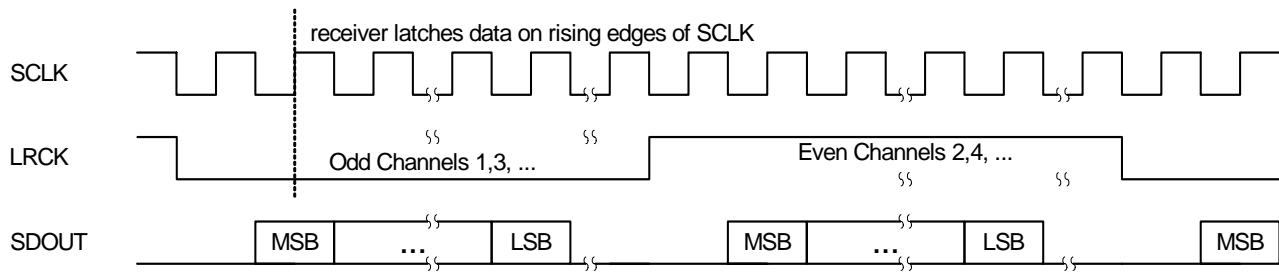 receiver latches data on rising edges of SCLK
SCLK
LRCK
Odd Channels 1,3, ...
Even Channels 2,4, ...
SDOUT
MSB
...
LSB
MSB
...
LSB
MSB